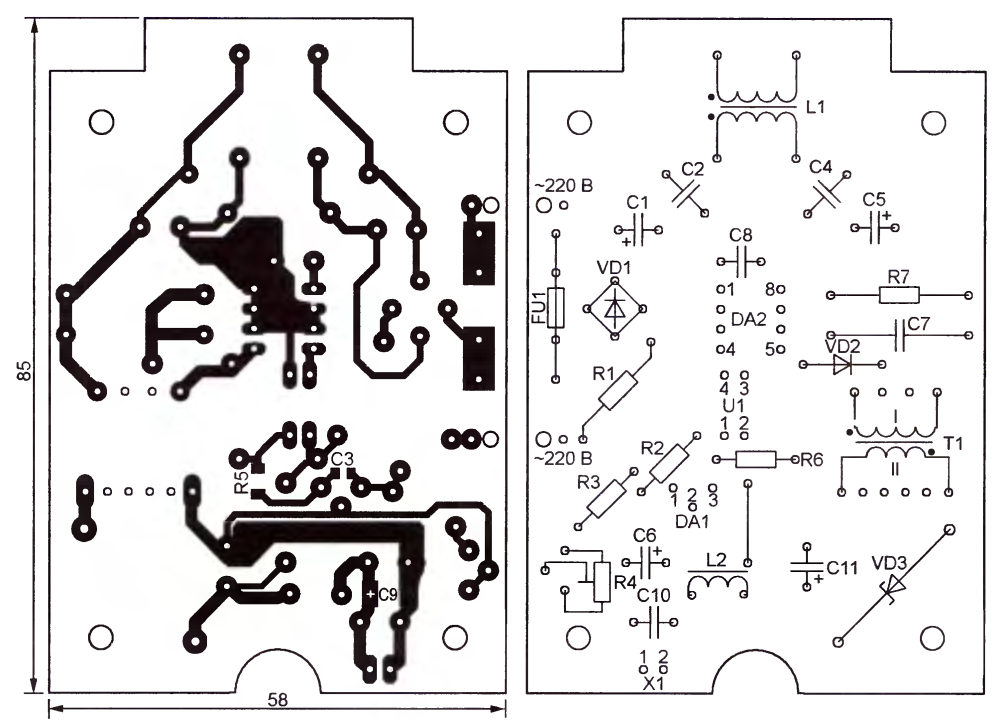 85
58
R5
C3
C9
L1
C2
C4
~220 В
C1
+
C5
+
C8
VD1
FU1
1
8
DA2
4
5
R7
C7
VD2
R1
4 3
U1
1 2
I
T1
II
~220 В
R2
R6
R3
1 2 3
DA1
C6
+
R4
L2
C11
+
VD3
C10
1 2
X1